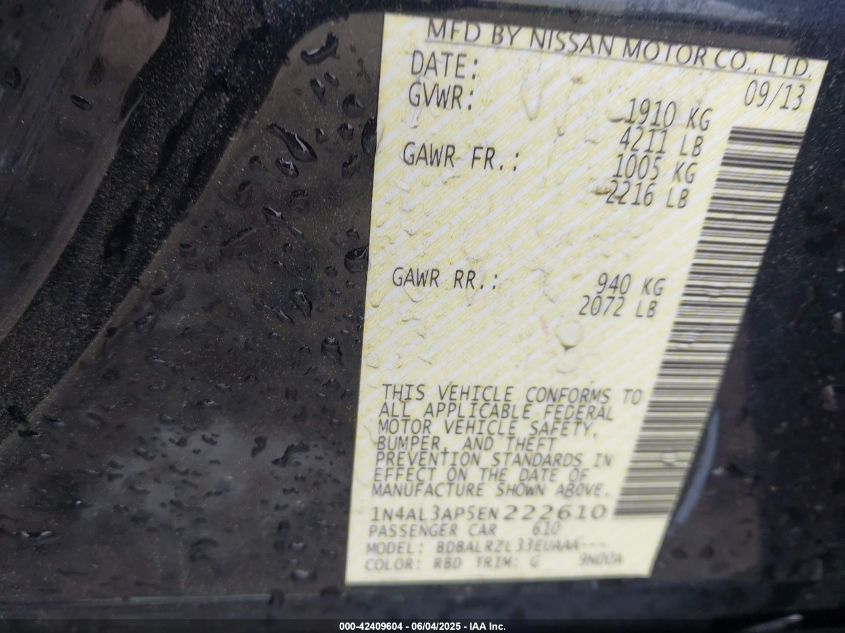 MFD BY NISSAN MOTOR CO., LTD.
DATE: 09/13
GVWR: 1910 KG
4211 LB
GAWR FR.: 1005 KG
2216 LB
GAWR RR.: 940 KG
2072 LB
THIS VEHICLE CONFORMS TO
ALL APPLICABLE FEDERAL
MOTOR VEHICLE SAFETY,
BUMPER, AND THEFT
PREVENTION STANDARDS IN
EFFECT ON THE DATE OF
MANUFACTURE SHOWN ABOVE.
1N4AL3AP5EN222610
PASSENGER CAR 610
MODEL: BDBALRZL33EUAAA---
COLOR: RBD TRIM: G 9N00A
000-42409604 - 06/04/2025 - IAA Inc.